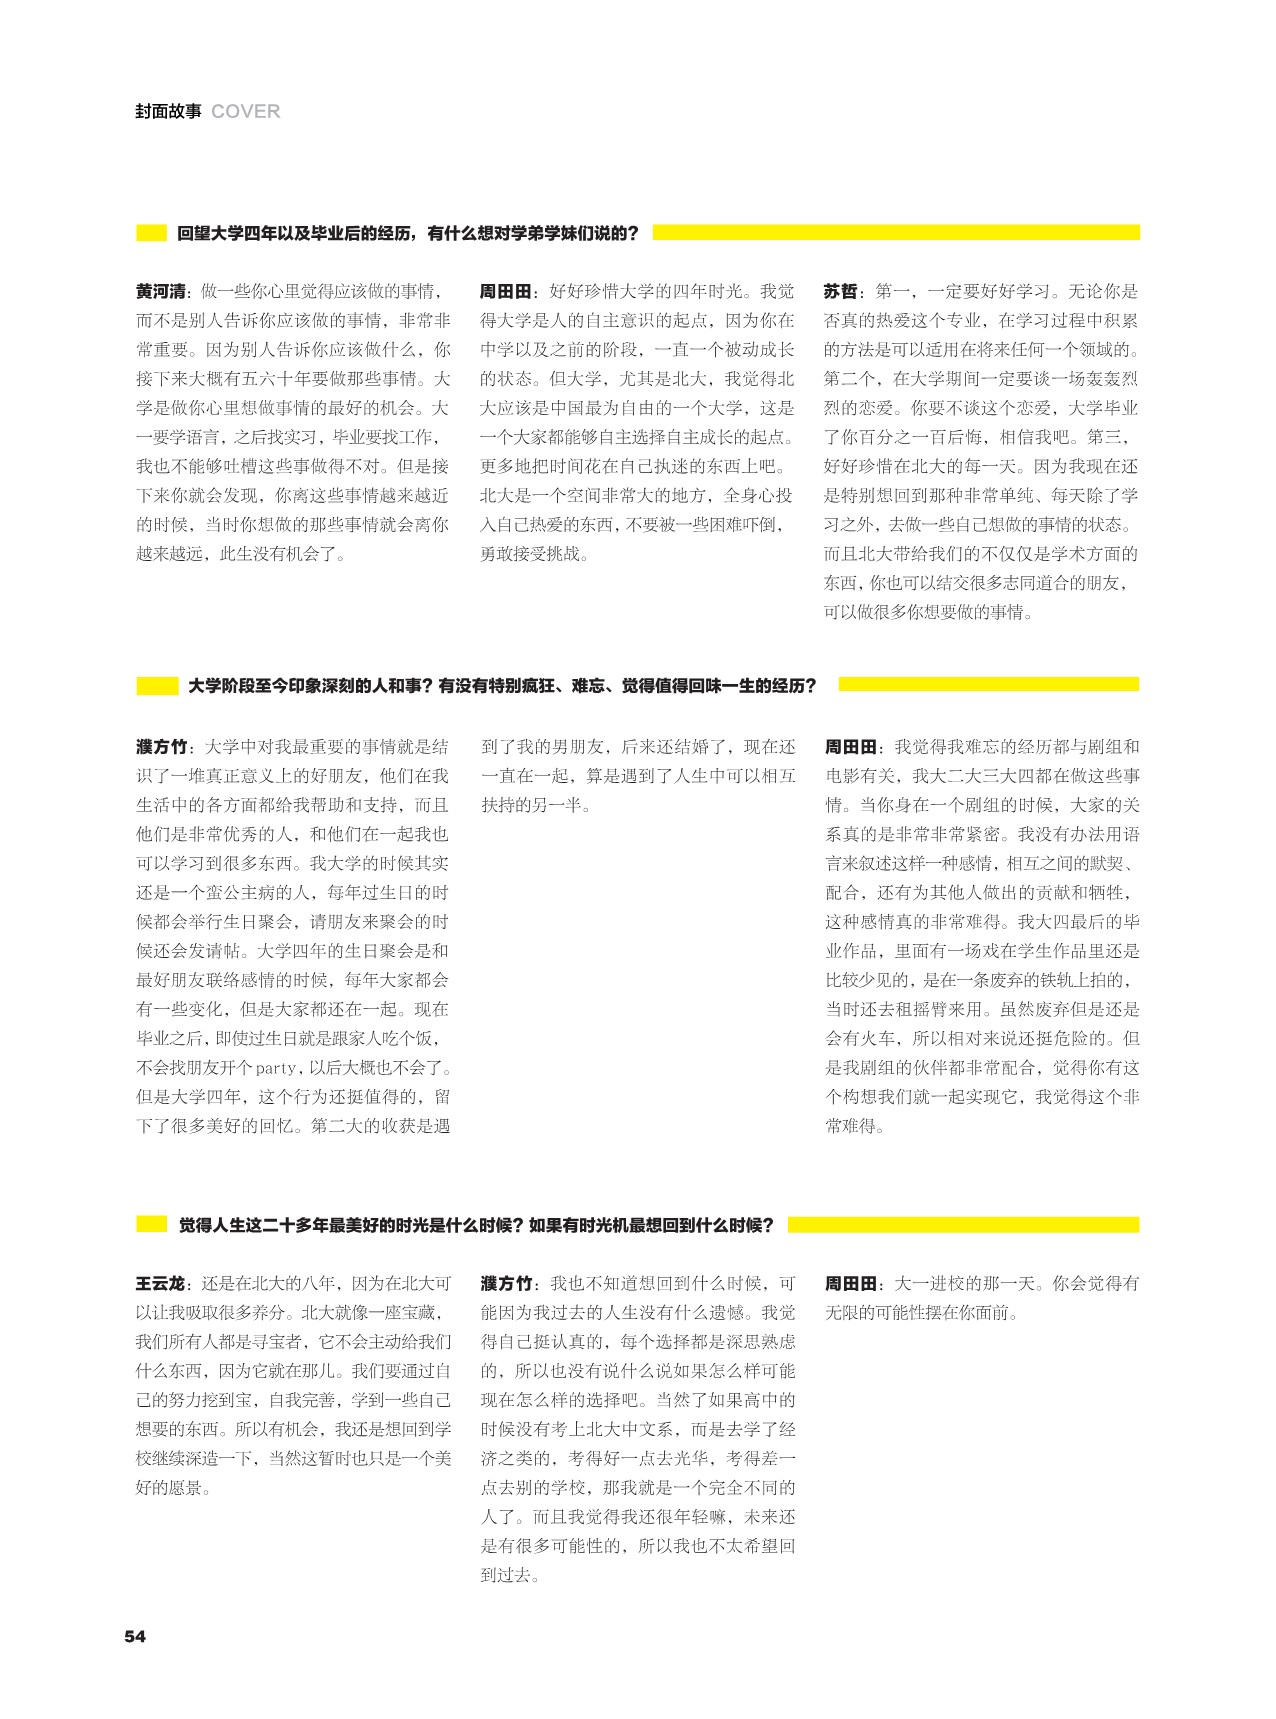 封面故事 COVER
回望大学四年以及毕业后的经历，有什么想对学弟学妹们说的？
黄河清：做一些你心里觉得应该做的事情，
而不是别人告诉你应该做的事情，非常非
常重要。因为别人告诉你应该做什么，你
接下来大概有五六十年要做那些事情。大
学是做你心里想做事情的最好的机会。大
一要学语言，之后找实习，毕业要找工作，
我也不能够吐槽这些事做得不对。但是接
下来你就会发现，你离这些事情越来越近
的时候，当时你想做的那些事情就会离你
越来越远，此生没有机会了。
周田田：好好珍惜大学的四年时光。我觉
得大学是人的自主意识的起点，因为你在
中学以及之前的阶段，一直一个被动成长
的状态。但大学，尤其是北大，我觉得北
大应该是中国最为自由的一个大学，这是
一个大家都能够自主选择自主成长的起点。
更多地把时间花在自己执迷的东西上吧。
北大是一个空间非常大的地方，全身心投
入自己热爱的东西，不要被一些困难吓倒，
勇敢接受挑战。
苏哲：第一，一定要好好学习。无论你是
否真的热爱这个专业，在学习过程中积累
的方法是可以适用在将来任何一个领域的。
第二个，在大学期间一定要谈一场轰轰烈
烈的恋爱。你要不谈这个恋爱，大学毕业
了你百分之一百后悔，相信我吧。第三，
好好珍惜在北大的每一天。因为我现在还
是特别想回到那种非常单纯、每天除了学
习之外，去做一些自己想做的事情的状态。
而且北大带给我们的不仅仅是学术方面的
东西，你也可以结交很多志同道合的朋友，
可以做很多你想要做的事情。
大学阶段至今印象深刻的人和事？有没有特别疯狂、难忘、觉得值得回味一生的经历？
濮方竹：大学中对我最重要的事情就是结
识了一堆真正意义上的好朋友，他们在我
生活中的各方面都给我帮助和支持，而且
他们是非常优秀的人，和他们在一起我也
可以学习到很多东西。我大学的时候其实
还是一个蛮公主病的人，每年过生日的时
候都会举行生日聚会，请朋友来聚会的时
候还会发请帖。大学四年的生日聚会是和
最好朋友联络感情的时候，每年大家都会
有一些变化，但是大家都还在一起。现在
毕业之后，即使过生日就是跟家人吃个饭，
不会找朋友开个 party，以后大概也不会了。
但是大学四年，这个行为还挺值得的，留
下了很多美好的回忆。第二大的收获是遇
到了我的男朋友，后来还结婚了，现在还
一直在一起，算是遇到了人生中可以相互
扶持的另一半。
周田田：我觉得我难忘的经历都与剧组和
电影有关，我大二大三大四都在做这些事
情。当你身在一个剧组的时候，大家的关
系真的是非常非常紧密。我没有办法用语
言来叙述这样一种感情，相互之间的默契、
配合，还有为其他人做出的贡献和牺牲，
这种感情真的非常难得。我大四最后的毕
业作品，里面有一场戏在学生作品里还是
比较少见的，是在一条废弃的铁轨上拍的，
当时还去租摇臂来用。虽然废弃但是还是
会有火车，所以相对来说还挺危险的。但
是我剧组的伙伴都非常配合，觉得你有这
个构想我们就一起实现它，我觉得这个非
常难得。
觉得人生这二十多年最美好的时光是什么时候？如果有时光机最想回到什么时候？
王云龙：还是在北大的八年，因为在北大可
以让我吸取很多养分。北大就像一座宝藏，
我们所有人都是寻宝者，它不会主动给我们
什么东西，因为它就在那儿。我们要通过自
己的努力挖到宝，自我完善，学到一些自己
想要的东西。所以有机会，我还是想回到学
校继续深造一下，当然这暂时也只是一个美
好的愿景。
濮方竹：我也不知道想回到什么时候，可
能因为我过去的人生没有什么遗憾。我觉
得自己挺认真的，每个选择都是深思熟虑
的，所以也没有说什么说如果怎么样可能
现在怎么样的选择吧。当然了如果高中的
时候没有考上北大中文系，而是去学了经
济之类的，考得好一点去光华，考得差一
点去别的学校，那我就是一个完全不同的
人了。而且我觉得我还很年轻嘛，未来还
是有很多可能性的，所以我也不太希望回
到过去。
周田田：大一进校的那一天。你会觉得有
无限的可能性摆在你面前。
54